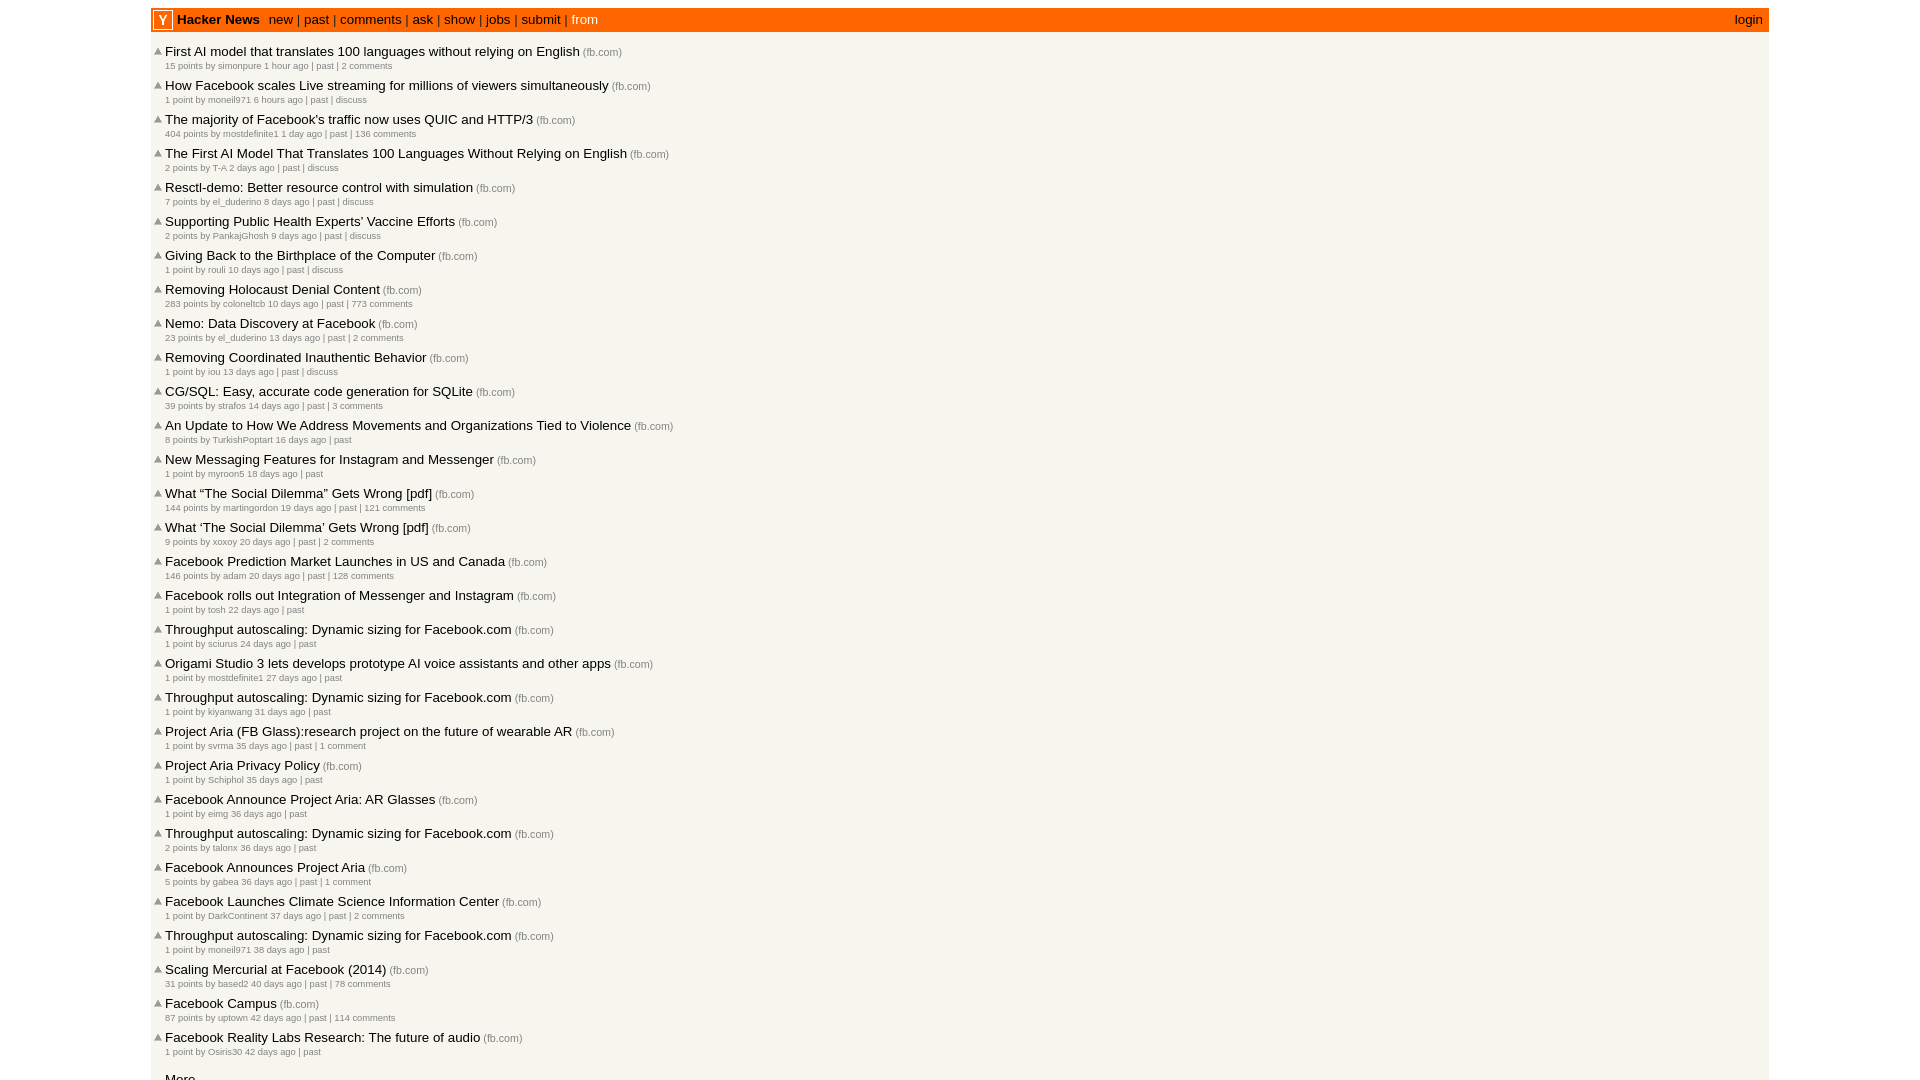 Y Hacker News new | past | comments | ask | show | jobs | submit | from login
First AI model that translates 100 languages without relying on English (fb.com)
15 points by simonpure 1 hour ago | past | 2 comments
How Facebook scales Live streaming for millions of viewers simultaneously (fb.com)
1 point by moneil971 6 hours ago | past | discuss
The majority of Facebook's traffic now uses QUIC and HTTP/3 (fb.com)
404 points by mostdefinite1 1 day ago | past | 136 comments
The First AI Model That Translates 100 Languages Without Relying on English (fb.com)
2 points by T-A 2 days ago | past | discuss
Resctl-demo: Better resource control with simulation (fb.com)
7 points by el_duderino 8 days ago | past | discuss
Supporting Public Health Experts’ Vaccine Efforts (fb.com)
2 points by PankajGhosh 9 days ago | past | discuss
Giving Back to the Birthplace of the Computer (fb.com)
1 point by rouli 10 days ago | past | discuss
Removing Holocaust Denial Content (fb.com)
283 points by coloneltcb 10 days ago | past | 773 comments
Nemo: Data Discovery at Facebook (fb.com)
23 points by el_duderino 13 days ago | past | 2 comments
Removing Coordinated Inauthentic Behavior (fb.com)
1 point by iou 13 days ago | past | discuss
CG/SQL: Easy, accurate code generation for SQLite (fb.com)
39 points by strafos 14 days ago | past | 3 comments
An Update to How We Address Movements and Organizations Tied to Violence (fb.com)
8 points by TurkishPoptart 16 days ago | past
New Messaging Features for Instagram and Messenger (fb.com)
1 point by myroon5 18 days ago | past
What “The Social Dilemma” Gets Wrong [pdf] (fb.com)
144 points by martingordon 19 days ago | past | 121 comments
What ‘The Social Dilemma’ Gets Wrong [pdf] (fb.com)
9 points by xoxoy 20 days ago | past | 2 comments
Facebook Prediction Market Launches in US and Canada (fb.com)
146 points by adam 20 days ago | past | 128 comments
Facebook rolls out Integration of Messenger and Instagram (fb.com)
1 point by tosh 22 days ago | past
Throughput autoscaling: Dynamic sizing for Facebook.com (fb.com)
1 point by sciurus 24 days ago | past
Origami Studio 3 lets develops prototype AI voice assistants and other apps (fb.com)
1 point by mostdefinite1 27 days ago | past
Throughput autoscaling: Dynamic sizing for Facebook.com (fb.com)
1 point by kiyanwang 31 days ago | past
Project Aria (FB Glass):research project on the future of wearable AR (fb.com)
1 point by svrma 35 days ago | past | 1 comment
Project Aria Privacy Policy (fb.com)
1 point by Schiphol 35 days ago | past
Facebook Announce Project Aria: AR Glasses (fb.com)
1 point by eimg 36 days ago | past
Throughput autoscaling: Dynamic sizing for Facebook.com (fb.com)
2 points by talonx 36 days ago | past
Facebook Announces Project Aria (fb.com)
5 points by gabea 36 days ago | past | 1 comment
Facebook Launches Climate Science Information Center (fb.com)
1 point by DarkContinent 37 days ago | past | 2 comments
Throughput autoscaling: Dynamic sizing for Facebook.com (fb.com)
1 point by moneil971 38 days ago | past
Scaling Mercurial at Facebook (2014) (fb.com)
31 points by based2 40 days ago | past | 78 comments
Facebook Campus (fb.com)
87 points by uptown 42 days ago | past | 114 comments
Facebook Reality Labs Research: The future of audio (fb.com)
1 point by Osiris30 42 days ago | past
More